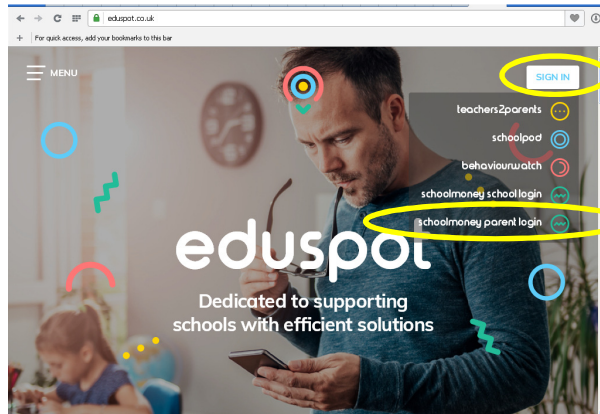 eduspot.co.uk
+ For quick access, add your bookmarks to this bar
MENU
SIGN IN
teachers2parents
schoolpod
behaviourwatch
schoolmoney school login
schoolmoney parent login
eduspot
Dedicated to supporting
schools with efficient solutions